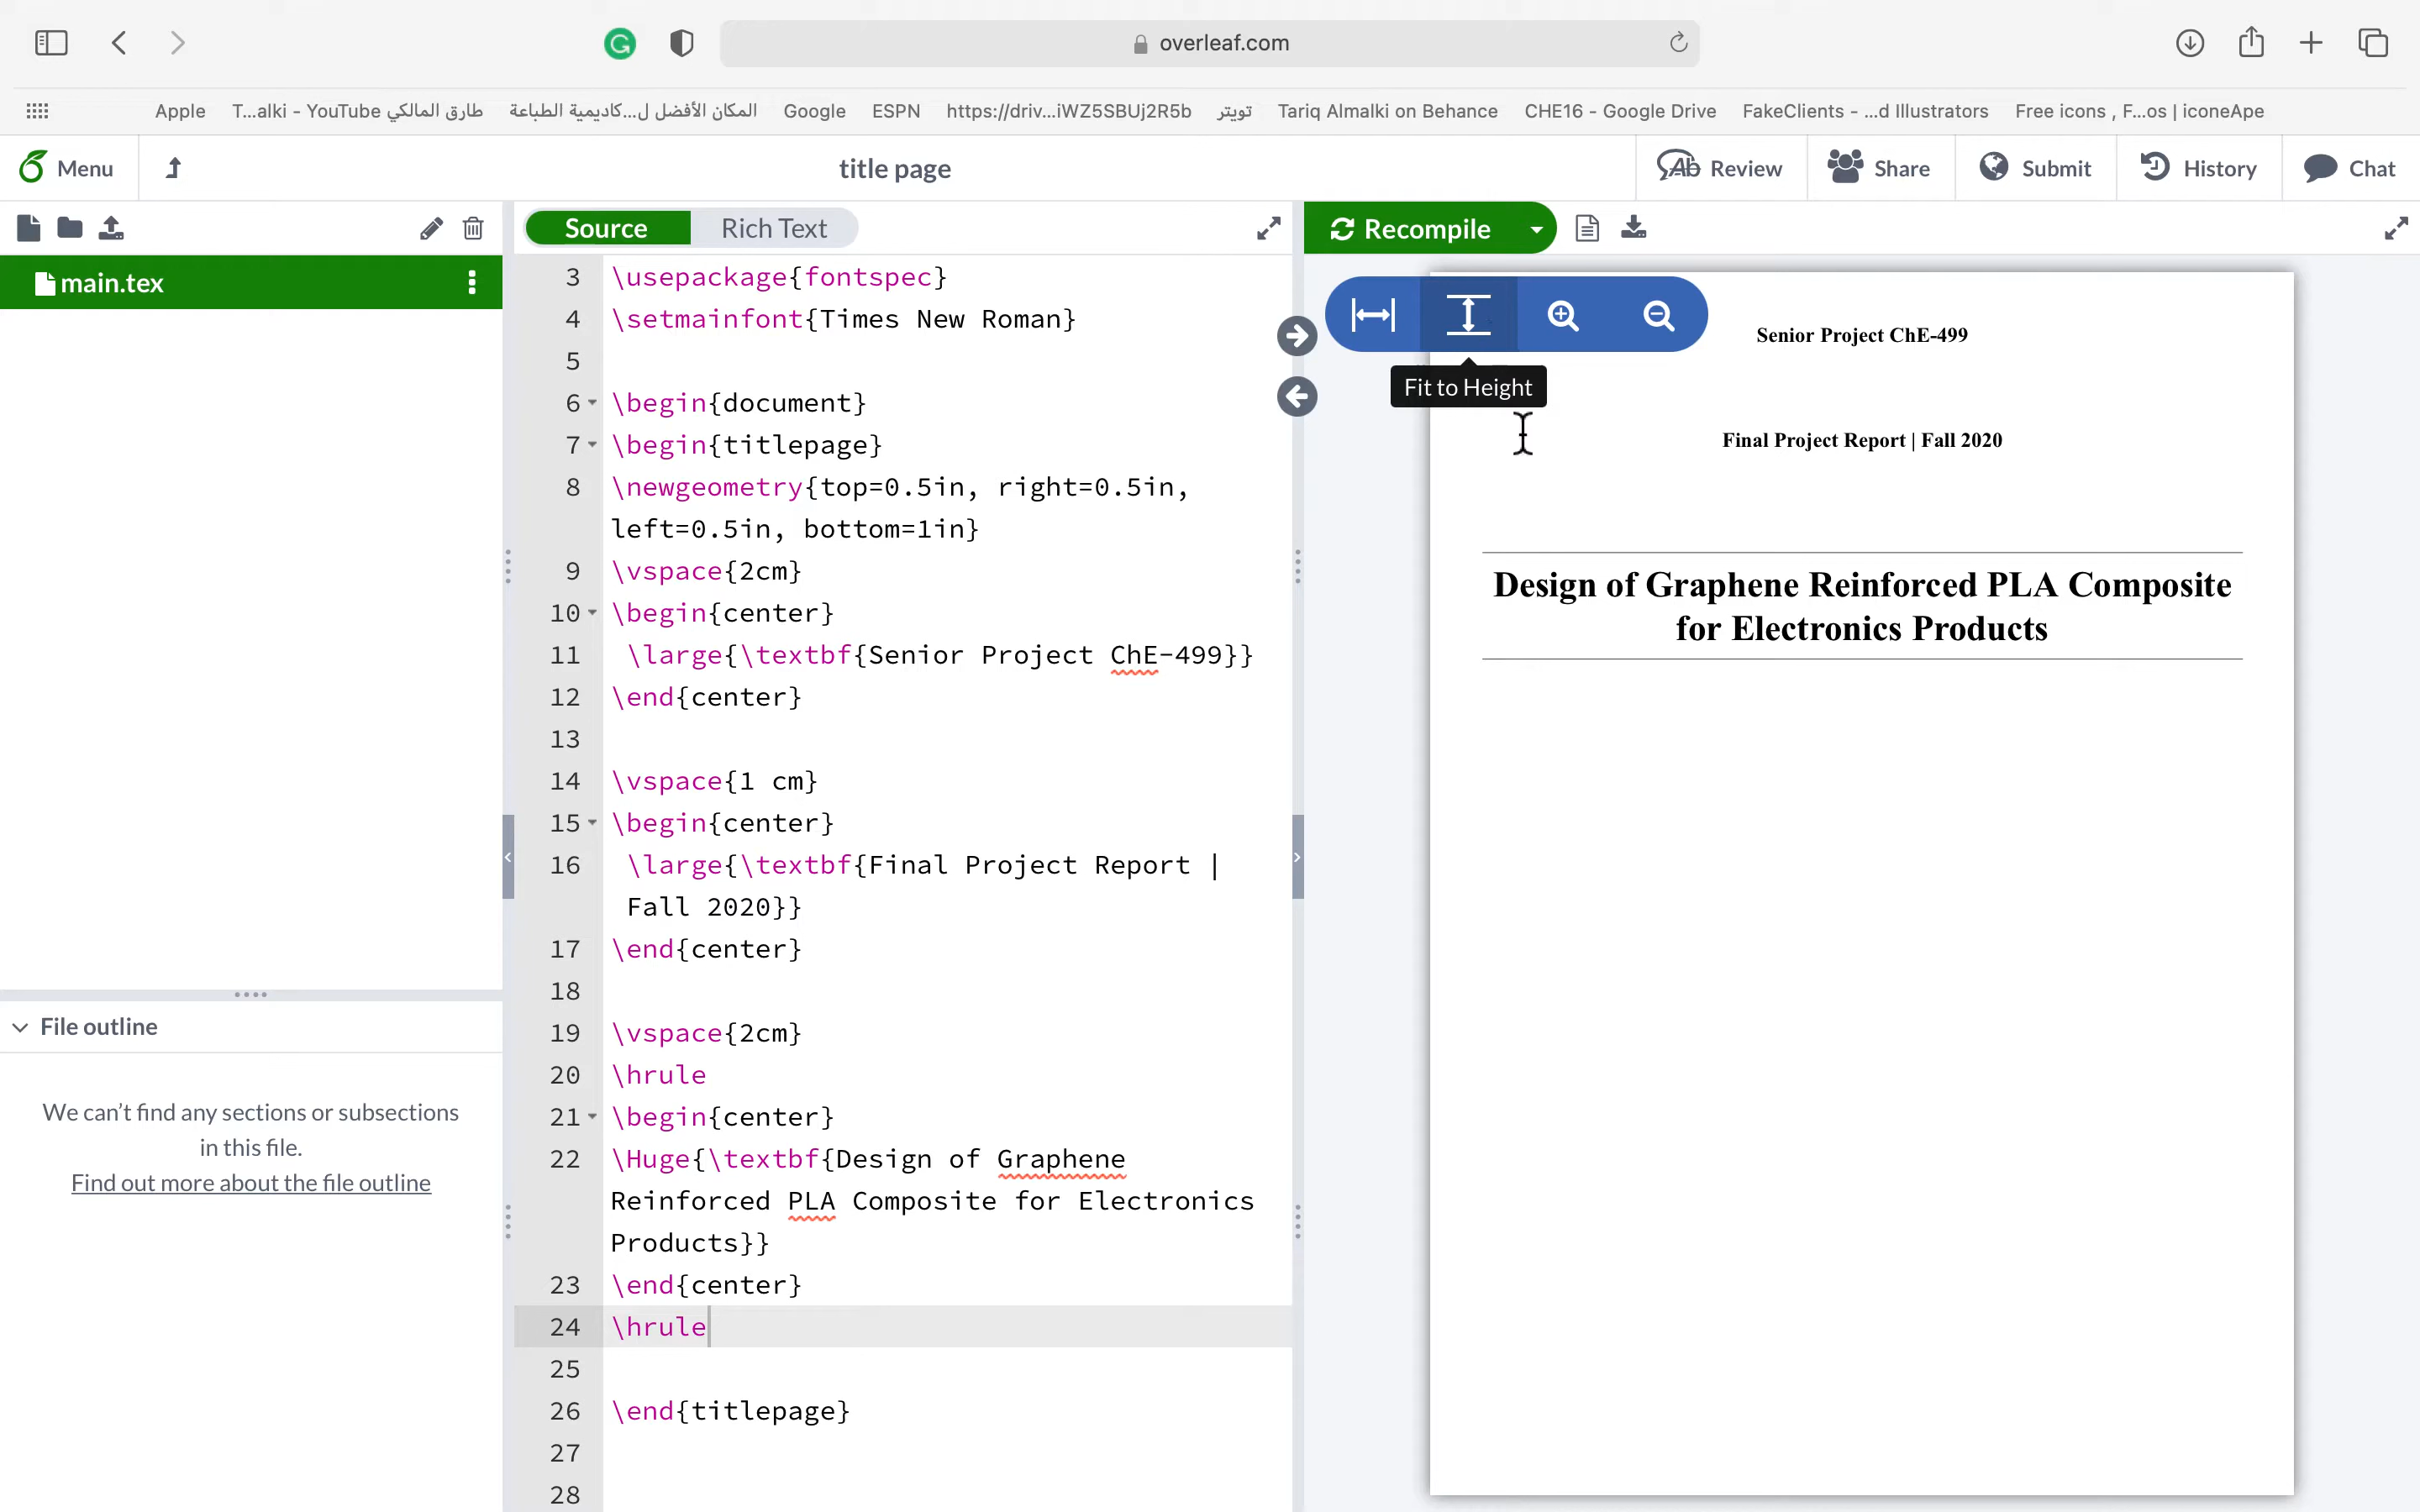 overleaf.com
Apple
T...alki - YouTube طارق المالكي
المكان الأفضل ل...كاديمية الطباعة
Google
ESPN
https://driv...iWZ5SBUj2R5b
تويتر
Tariq Almalki on Behance
CHE16 - Google Drive
FakeClients - ...d Illustrators
Free icons , F...os | iconeApe
Menu
title page
Review
Share
Submit
History
Chat
Source
Rich Text
Recompile
main.tex
3 \usepackage{fontspec}
4 \setmainfont{Times New Roman}
5
6 \begin{document}
7 \begin{titlepage}
8 \newgeometry{top=0.5in, right=0.5in,
left=0.5in, bottom=1in}
9 \vspace{2cm}
10 \begin{center}
11 \large{\textbf{Senior Project ChE-499}}
12 \end{center}
13
14 \vspace{1 cm}
15 \begin{center}
16 \large{\textbf{Final Project Report |
Fall 2020}}
17 \end{center}
18
19 \vspace{2cm}
20 \hrule
21 \begin{center}
22 \Huge{\textbf{Design of Graphene
Reinforced PLA Composite for Electronics
Products}}
23 \end{center}
24 \hrule
25
26 \end{titlepage}
27
28
File outline
We can't find any sections or subsections
in this file.
Find out more about the file outline
Fit to Height
Senior Project ChE-499
Final Project Report | Fall 2020
Design of Graphene Reinforced PLA Composite
for Electronics Products